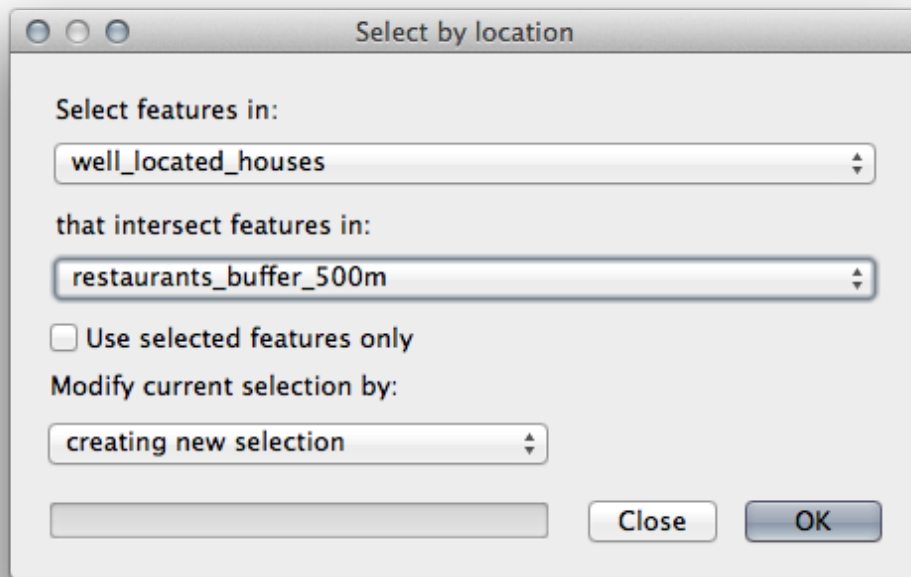 Select by location
Select features in:
well_located_houses
that intersect features in:
restaurants_buffer_500m
Use selected features only
Modify current selection by:
creating new selection
Close OK